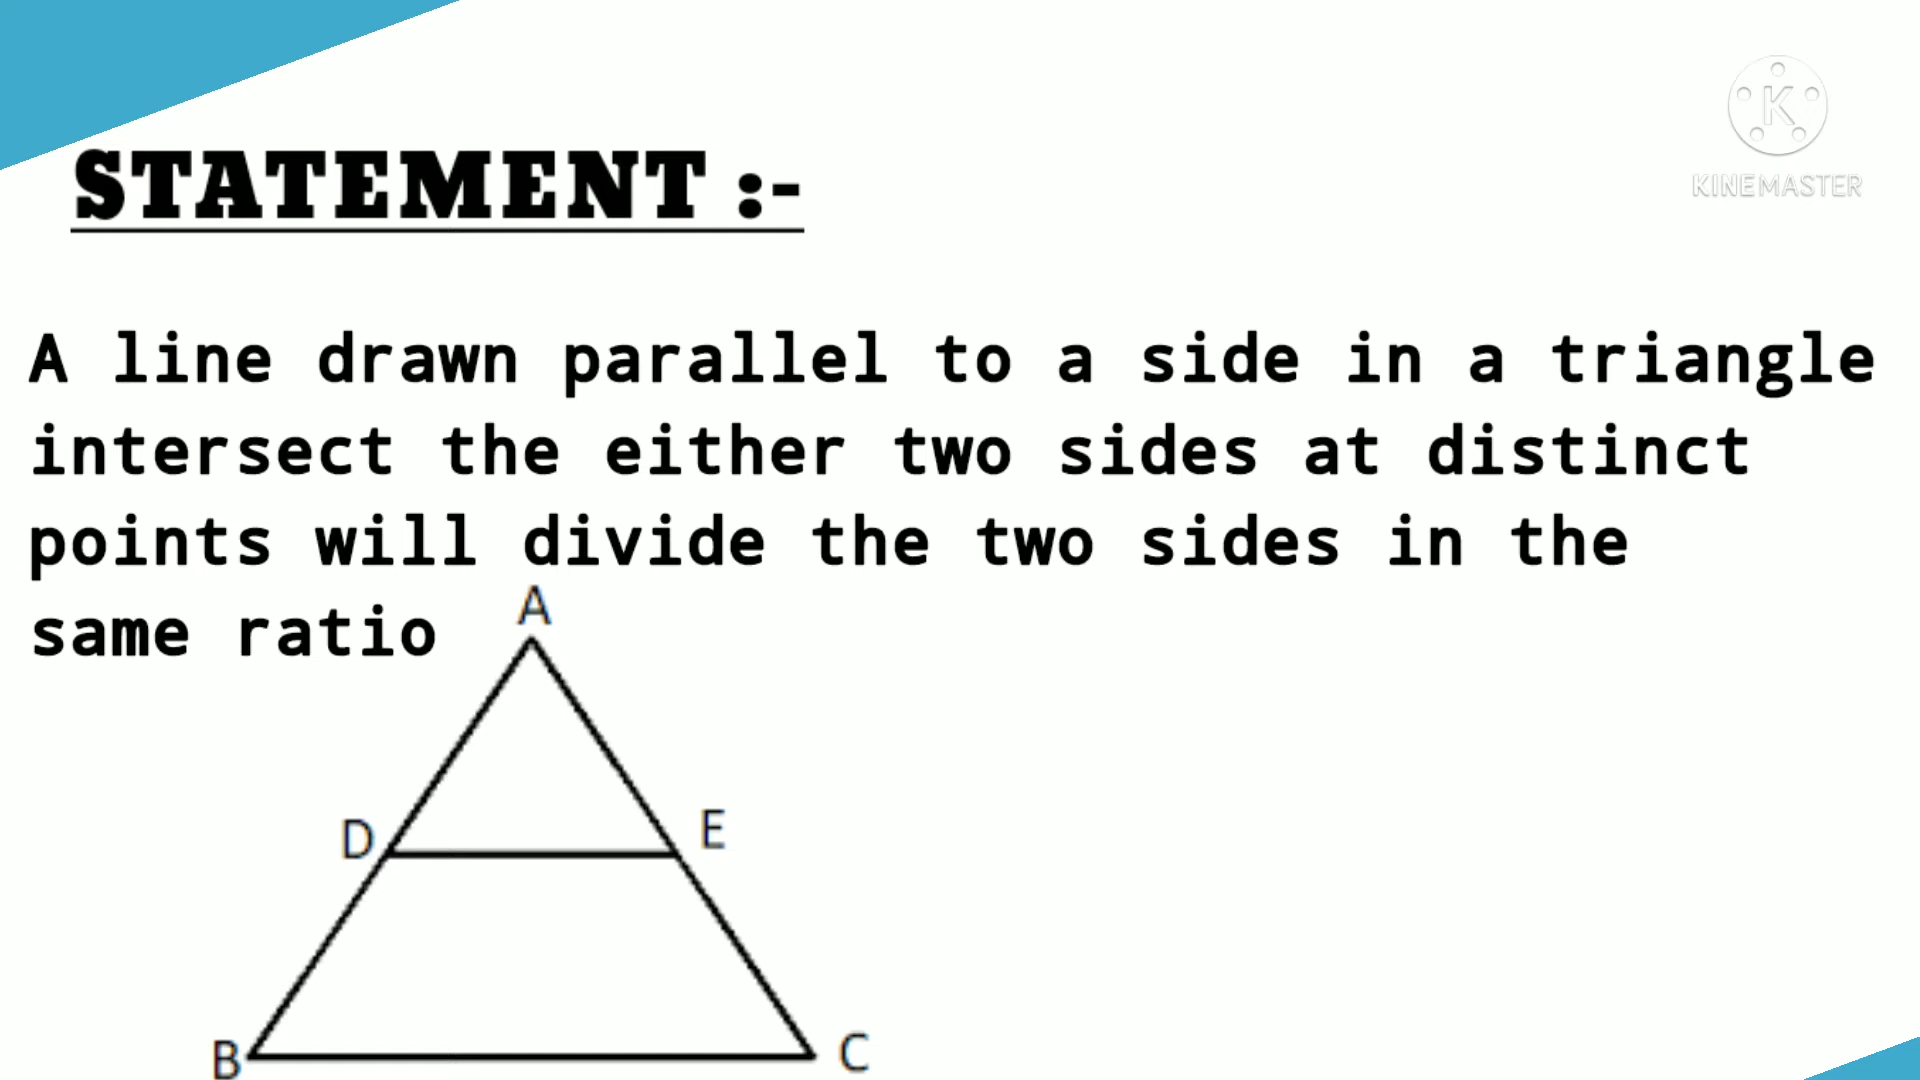 STATEMENT :-
K
KINEMASTER
A line drawn parallel to a side in a triangle
intersect the either two sides at distinct
points will divide the two sides in the
same ratio
A
D
E
B
C